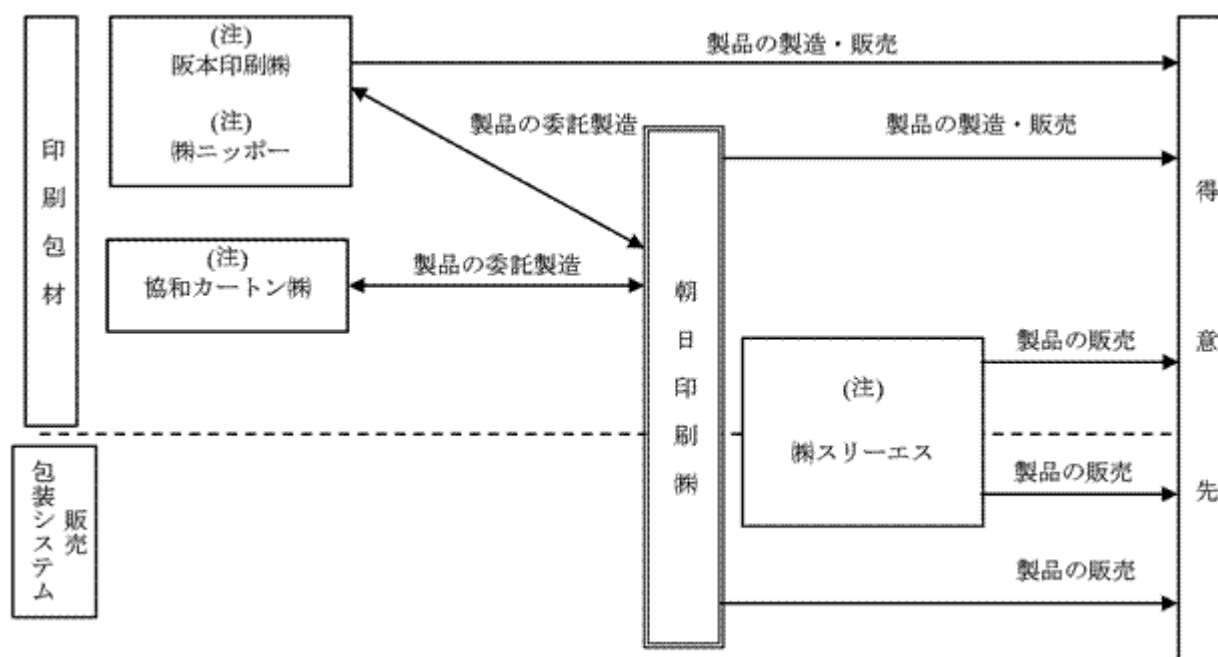 印刷包材
(注)
阪本印刷㈱
(注)
㈱ニッポー
製品の製造・販売
製品の委託製造
製品の製造・販売
(注)
協和カートン㈱
製品の委託製造
朝日印刷㈱
(注)
㈱スリーエス
製品の販売
製品の販売
製品の販売
得意先
包装システム
販売